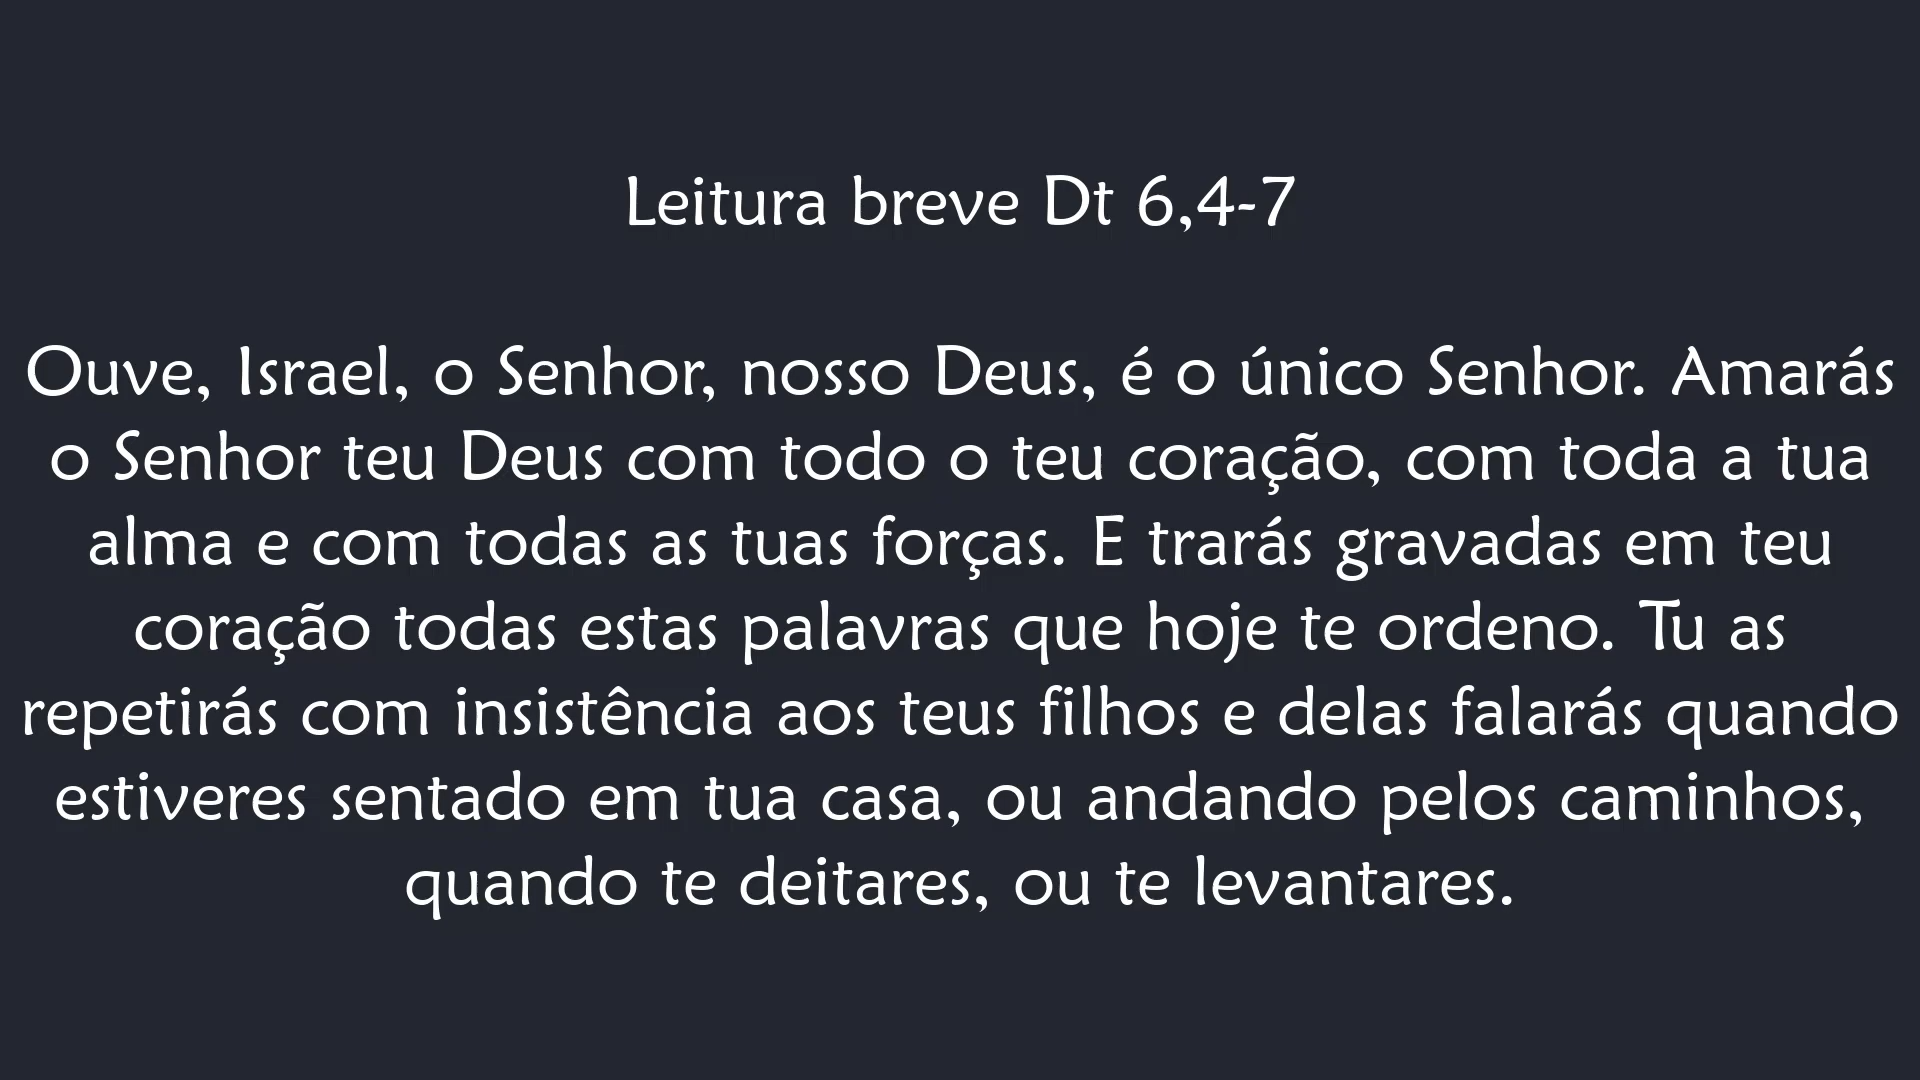 Leitura breve Dt 6,4-7
Ouve, Israel, o Senhor, nosso Deus, é o único Senhor. Amarás
o Senhor teu Deus com todo o teu coração, com toda a tua
alma e com todas as tuas forças. E trarás gravadas em teu
coração todas estas palavras que hoje te ordeno. Tu as
repetirás com insistência aos teus filhos e delas falarás quando
estiveres sentado em tua casa, ou andando pelos caminhos,
quando te deitares, ou te levantares.